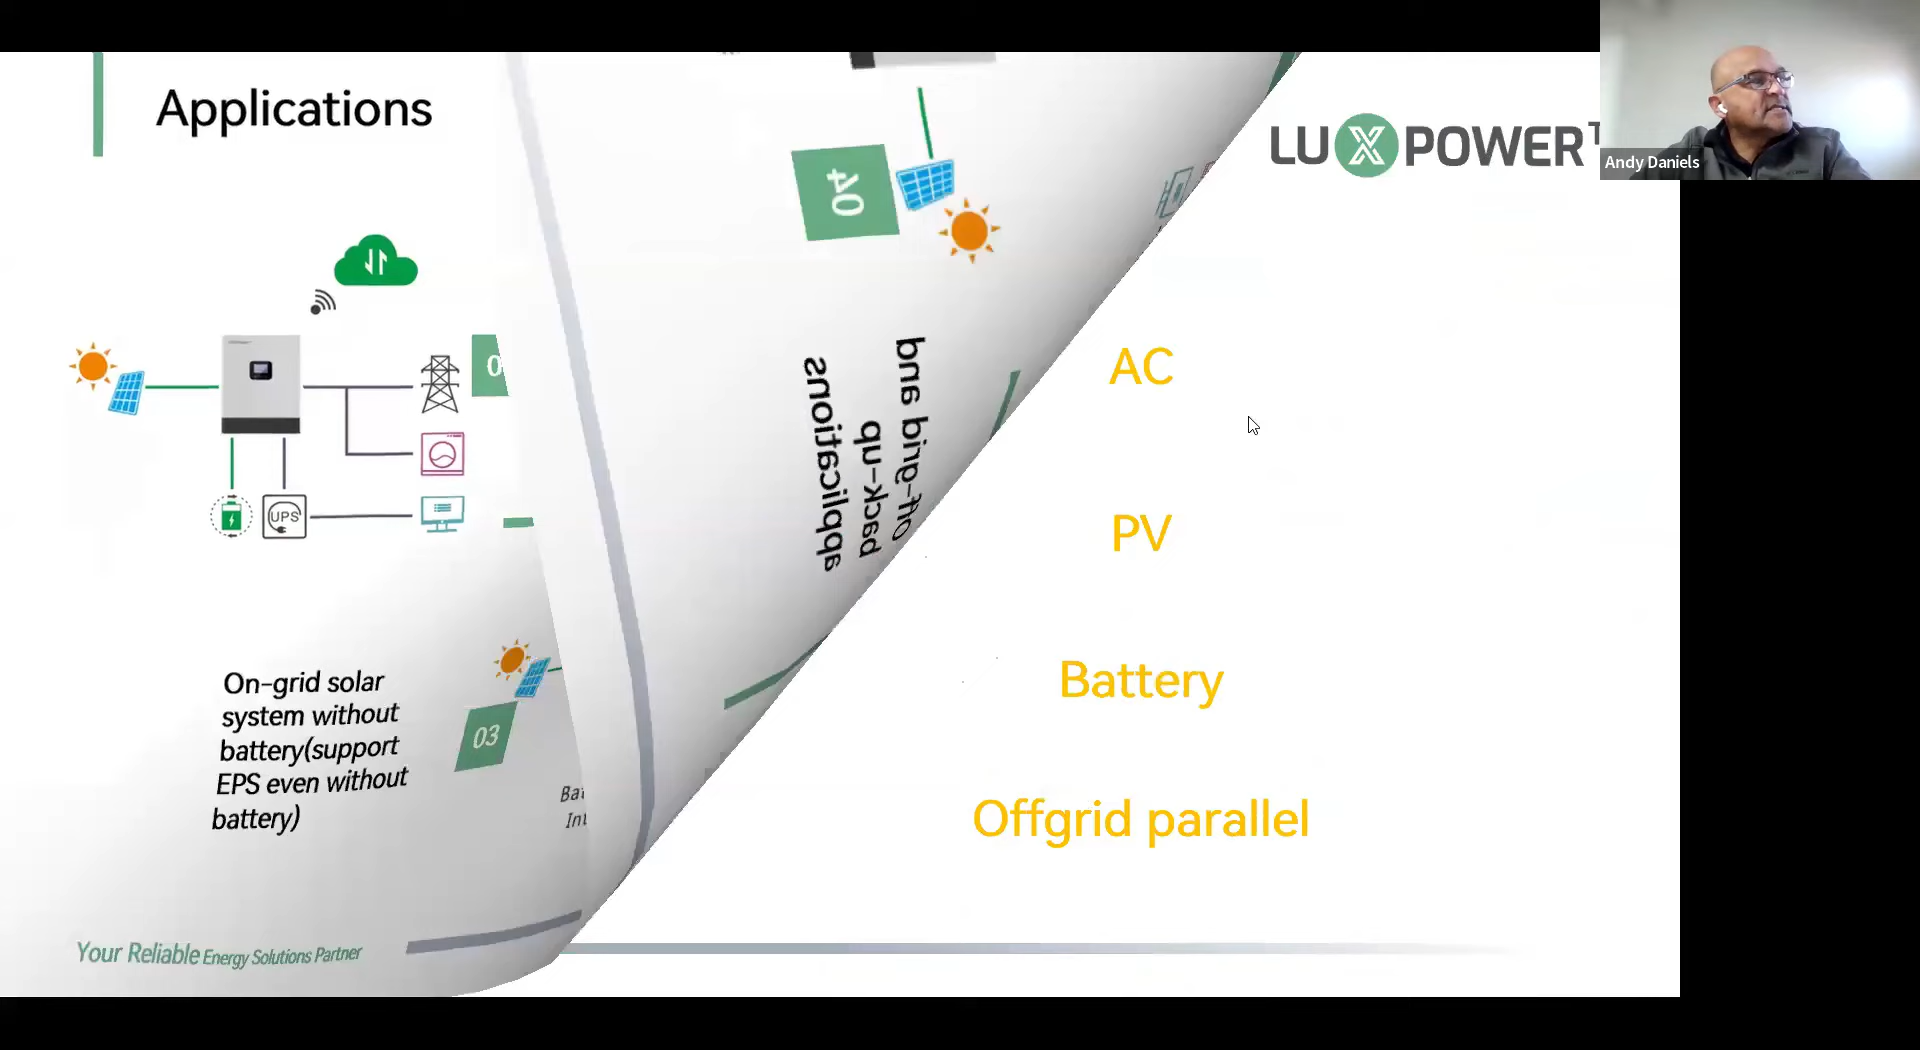 Applications
LUXPOWERT
Andy Daniels
04
0
UPS
off-grid and
back-up
applications
AC
PV
Battery
Offgrid parallel
On-grid solar
system without
battery(support
EPS even without
battery)
03
Your Reliable Energy Solutions Partner